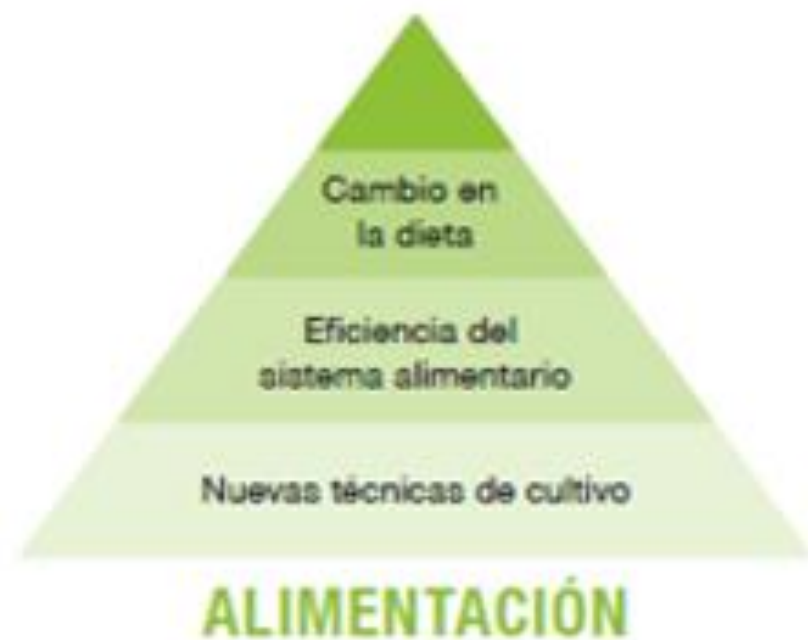 Cambio en
la dieta
Eficiencia del
sistema alimentario
Nuevas técnicas de cultivo
ALIMENTACIÓN